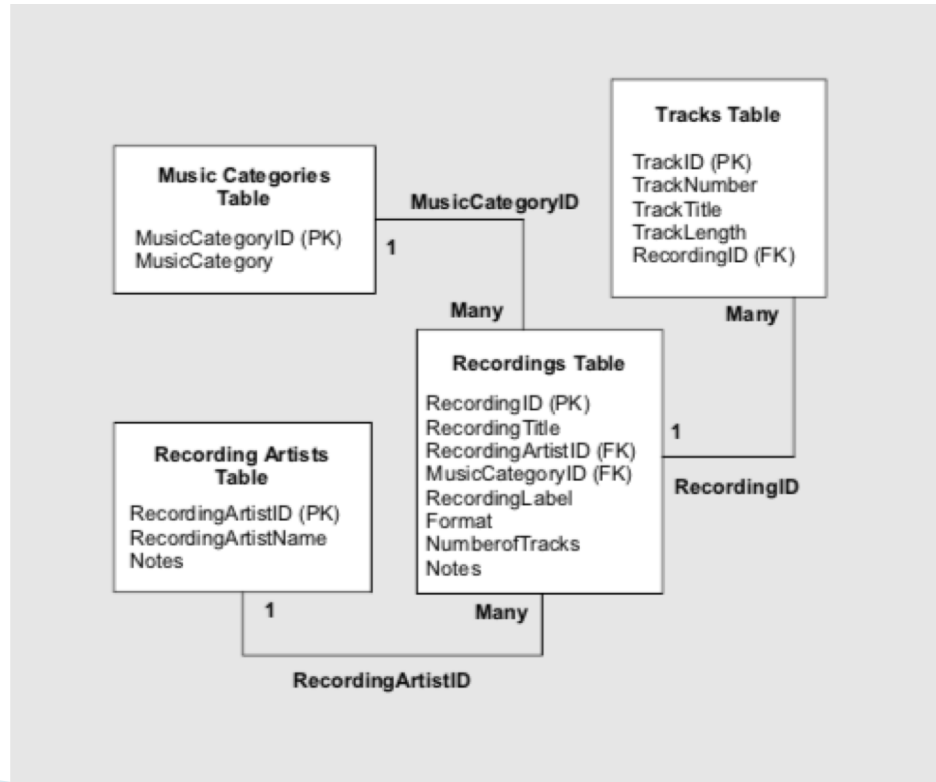 Tracks Table
TrackID (PK)
TrackNumber
TrackTitle
TrackLength
RecordingID (FK)
Music Categories
Table
MusicCategoryID (PK)
MusicCategory
MusicCategoryID
1
Many
Many
Recordings Table
RecordingID (PK)
RecordingTitle
RecordingArtistID (FK)
MusicCategoryID (FK)
RecordingLabel
Format
NumberofTracks
Notes
1
RecordingID
Recording Artists
Table
RecordingArtistID (PK)
RecordingArtistName
Notes
1
Many
RecordingArtistID